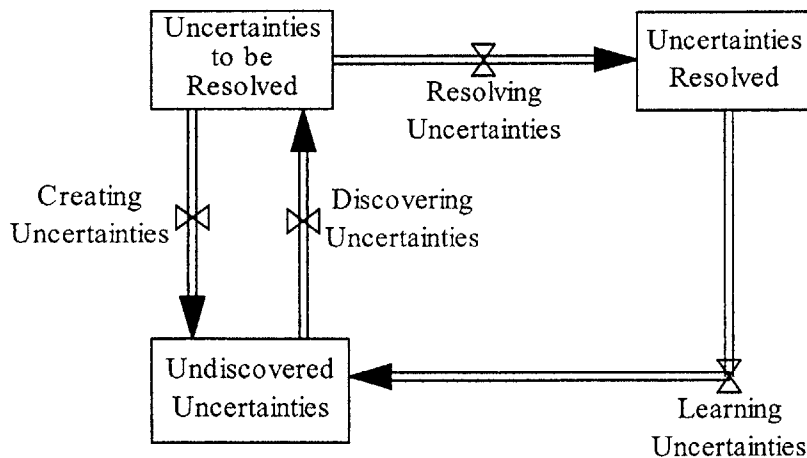 Uncertainties
to be
Resolved
Uncertainties
Resolved
Resolving
Uncertainties
Creating
Uncertainties
Discovering
Uncertainties
Undiscovered
Uncertainties
Learning
Uncertainties